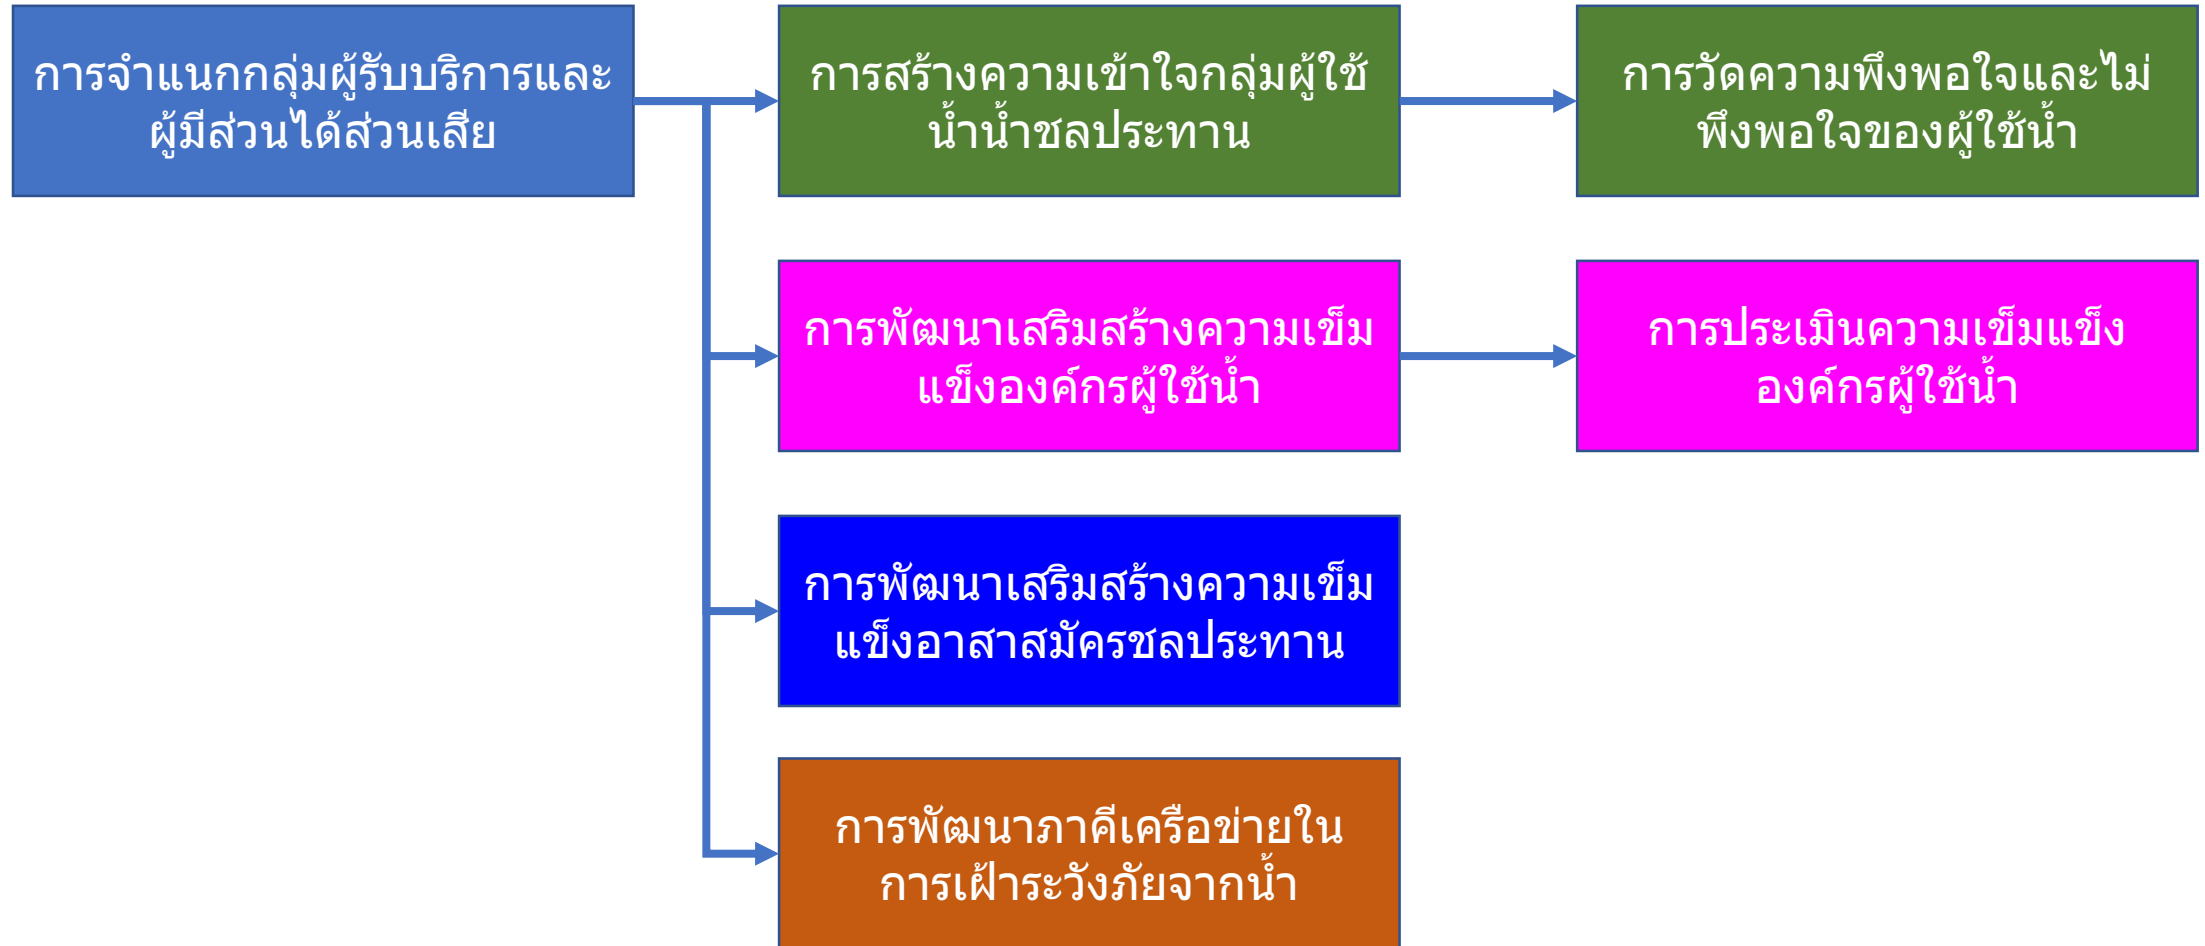 การจำแนกกลุ่มผู้รับบริการและ
ผู้มีส่วนได้ส่วนเสีย
การสร้างความเข้าใจกลุ่มผู้ใช้
น้ำน้ำชลประทาน
การวัดความพึงพอใจและไม่
พึงพอใจของผู้ใช้น้ำ
การพัฒนาเสริมสร้างความเข็ม
แข็งองค์กรผู้ใช้น้ำ
การประเมินความเข็มแข็ง
องค์กรผู้ใช้น้ำ
การพัฒนาเสริมสร้างความเข็ม
แข็งอาสาสมัครชลประทาน
การพัฒนาภาคีเครือข่ายใน
การเฝ้าระวังภัยจากน้ำ